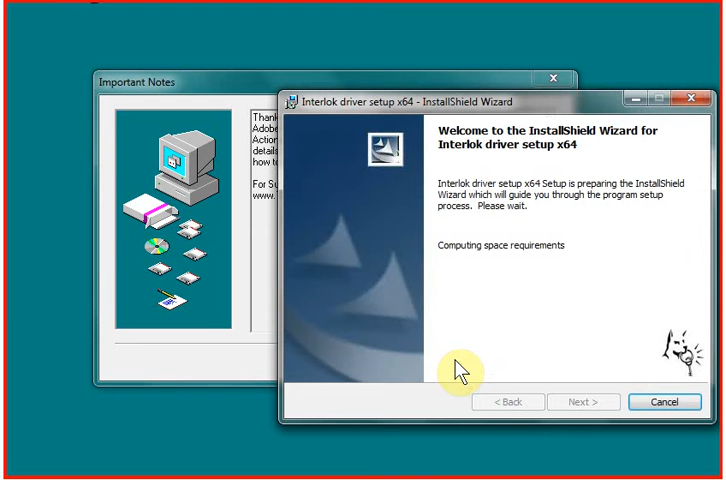 Important Notes
Thank
Adobe
Action
details
how to
For Su
www.
Interlok driver setup x64 - InstallShield Wizard
Welcome to the InstallShield Wizard for
Interlok driver setup x64
Interlok driver setup x64 Setup is preparing the InstallShield
Wizard which will guide you through the program setup
process. Please wait.
Computing space requirements
< Back
Next >
Cancel